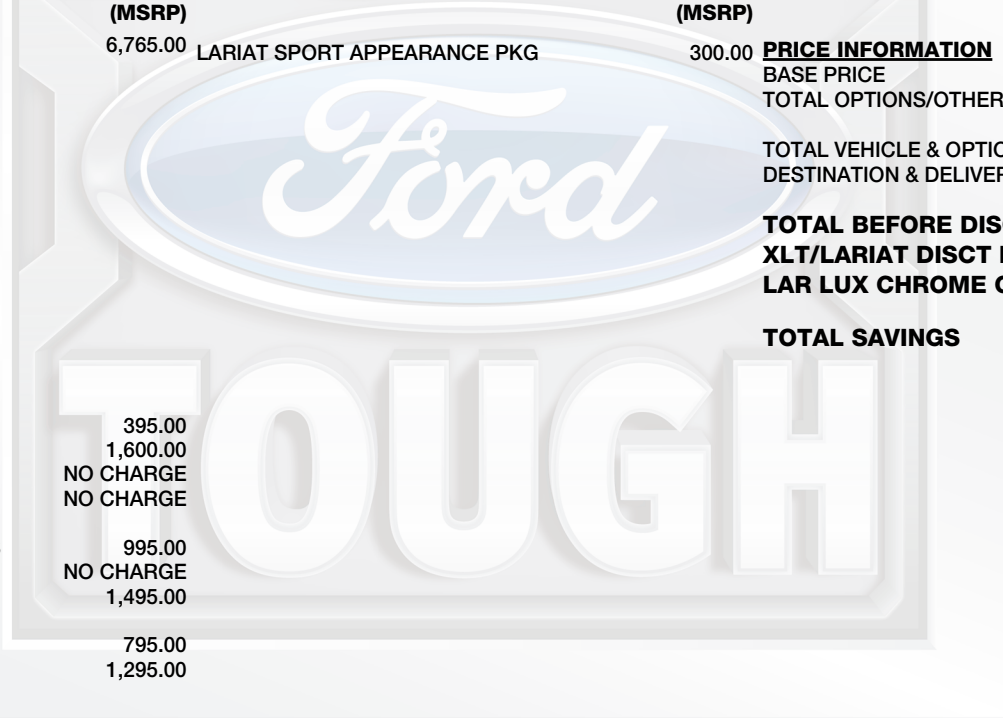 (MSRP)
6,765.00
395.00
1,600.00
NO CHARGE
NO CHARGE
995.00
NO CHARGE
1,495.00
795.00
1,295.00
(MSRP)
LARIAT SPORT APPEARANCE PKG 300.00
PRICE INFORMATION
BASE PRICE
TOTAL OPTIONS/OTHER
TOTAL VEHICLE & OPTIO
DESTINATION & DELIVER
TOTAL BEFORE DIS
XLT/LARIAT DISCT
LAR LUX CHROME
TOTAL SAVINGS
Ford
TOUGH